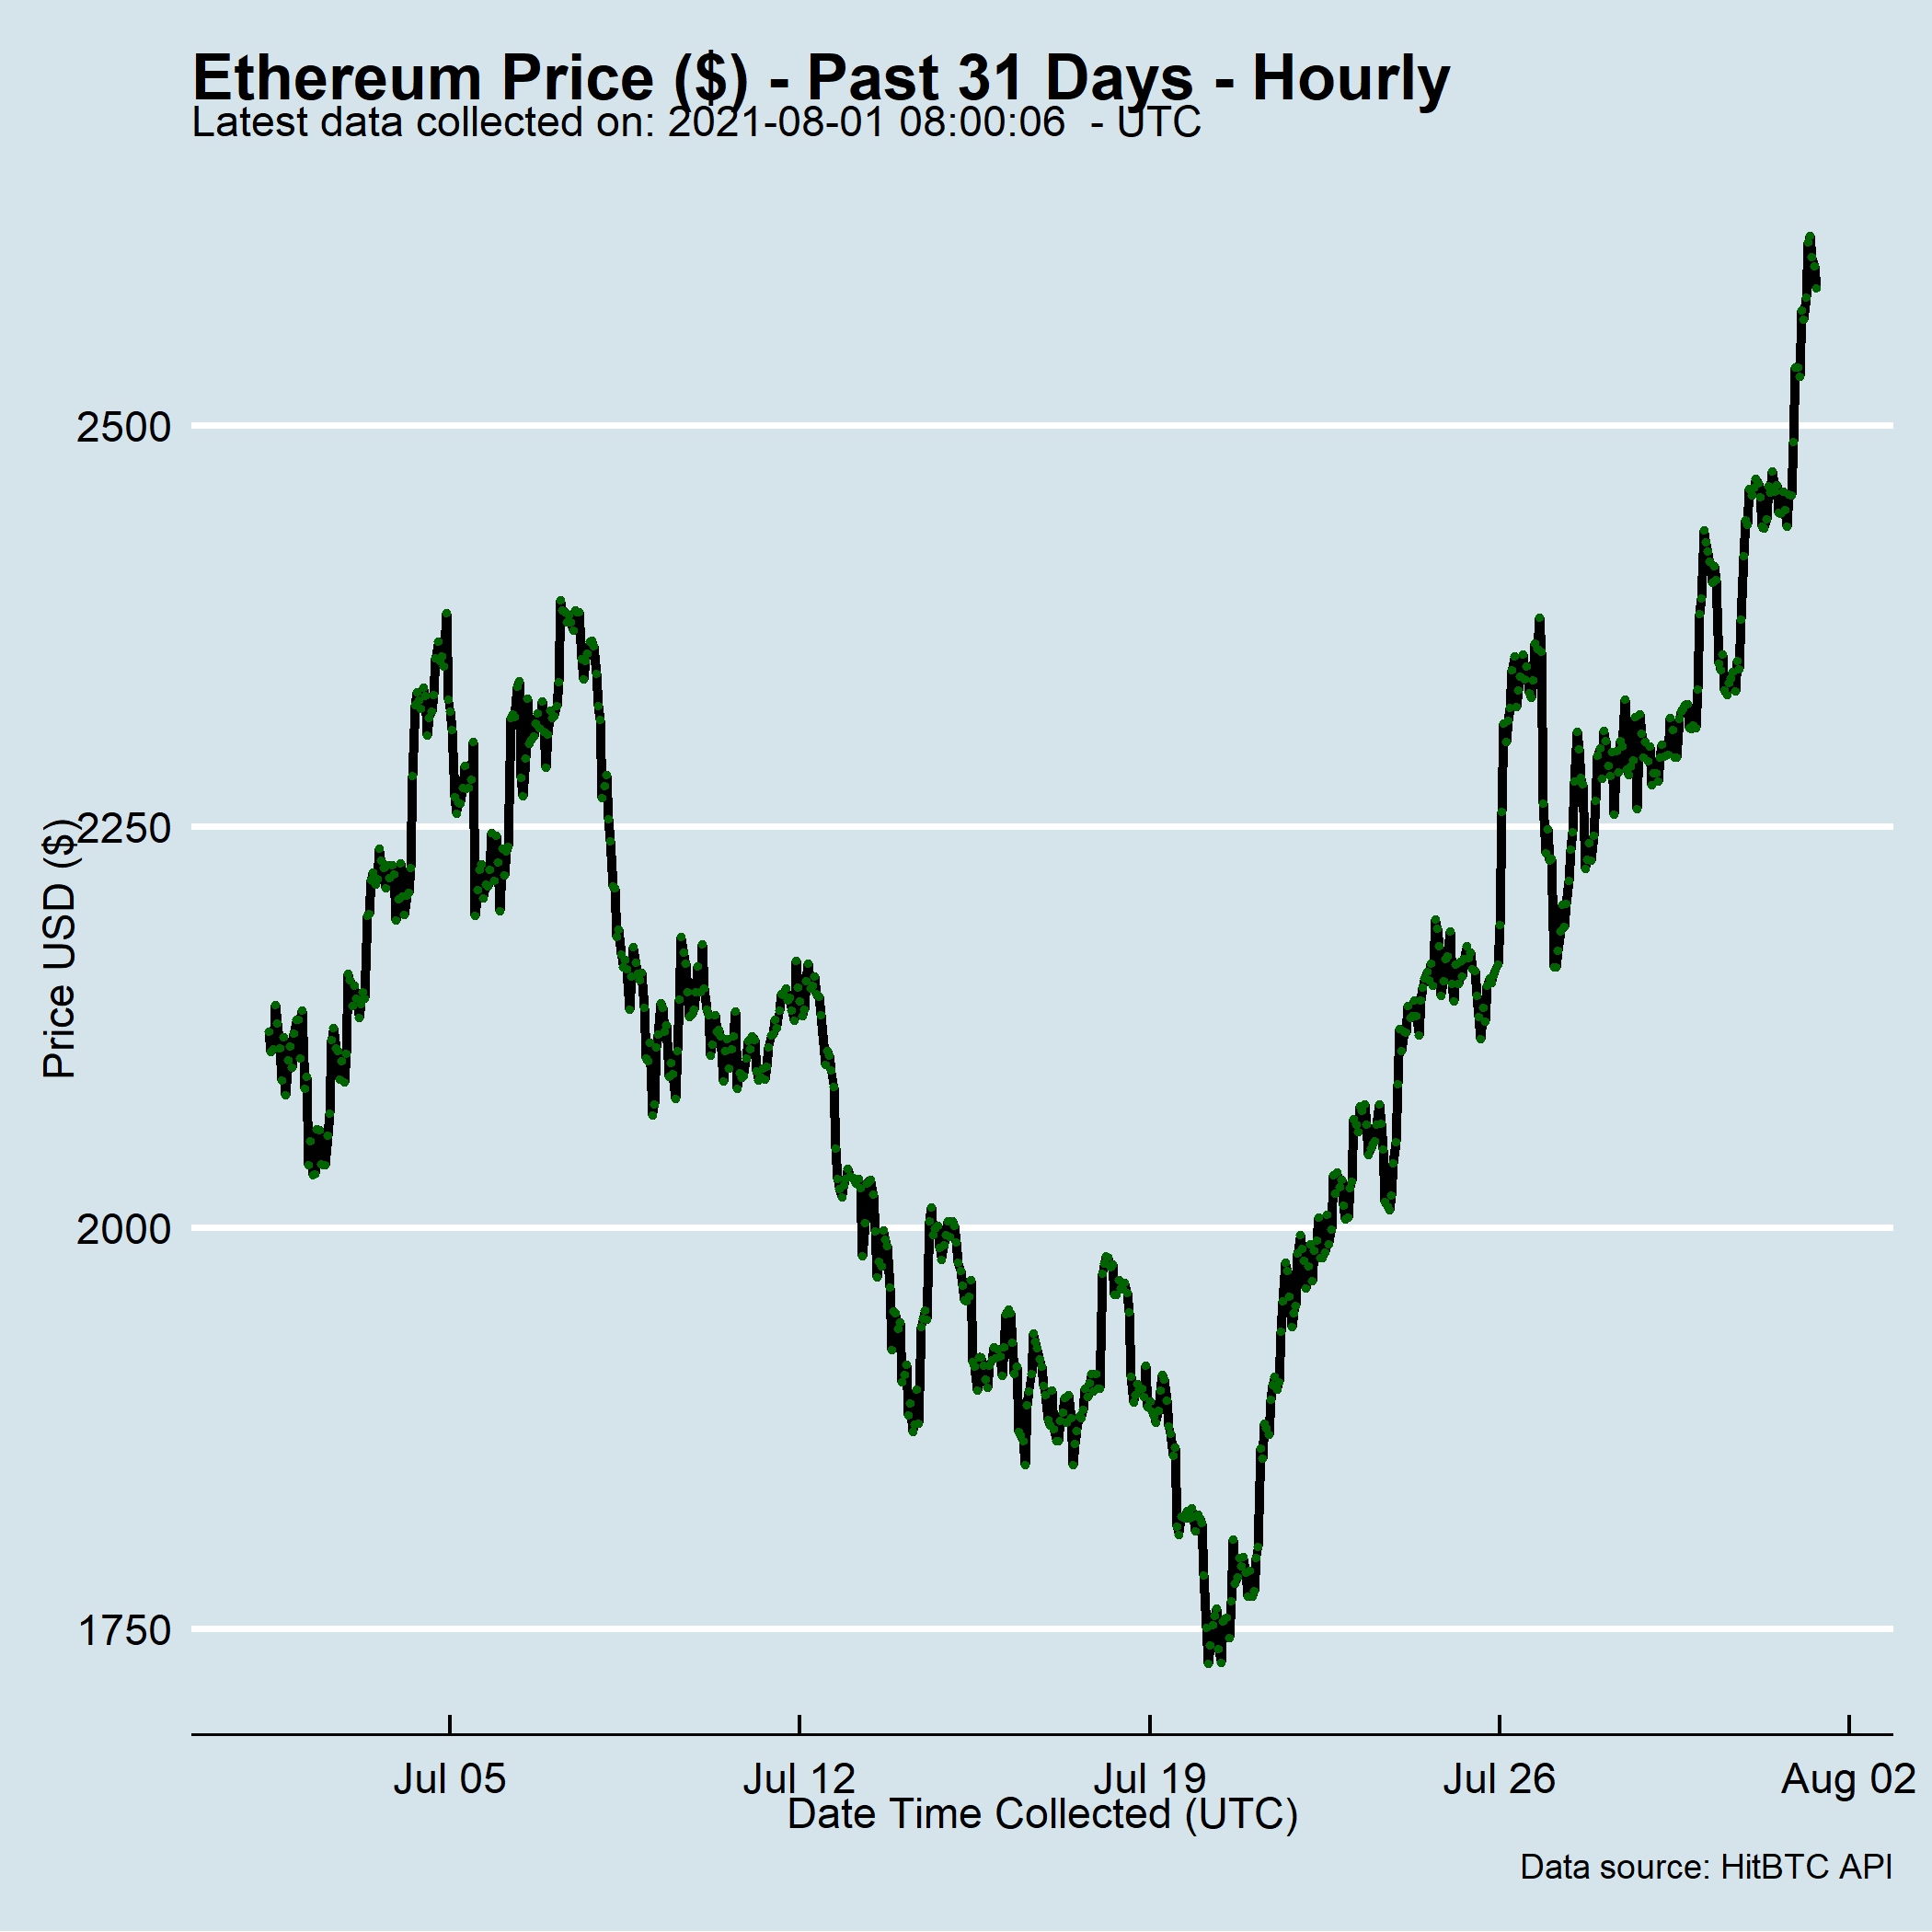 Ethereum Price ($) - Past 31 Days - Hourly
Latest data collected on: 2021-08-01 08:00:06  - UTC
Price USD ($)
2500
2250
2000
1750
Jul 05 Jul 12 Jul 19 Jul 26 Aug 02
Date Time Collected (UTC)
Data source: HitBTC API